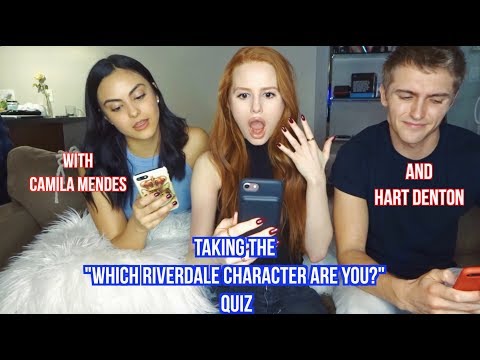 WITH
CAMILA MENDES
AND
HART DENTON
TAKING THE
"WHICH RIVERDALE CHARACTER ARE YOU?"
QUIZ